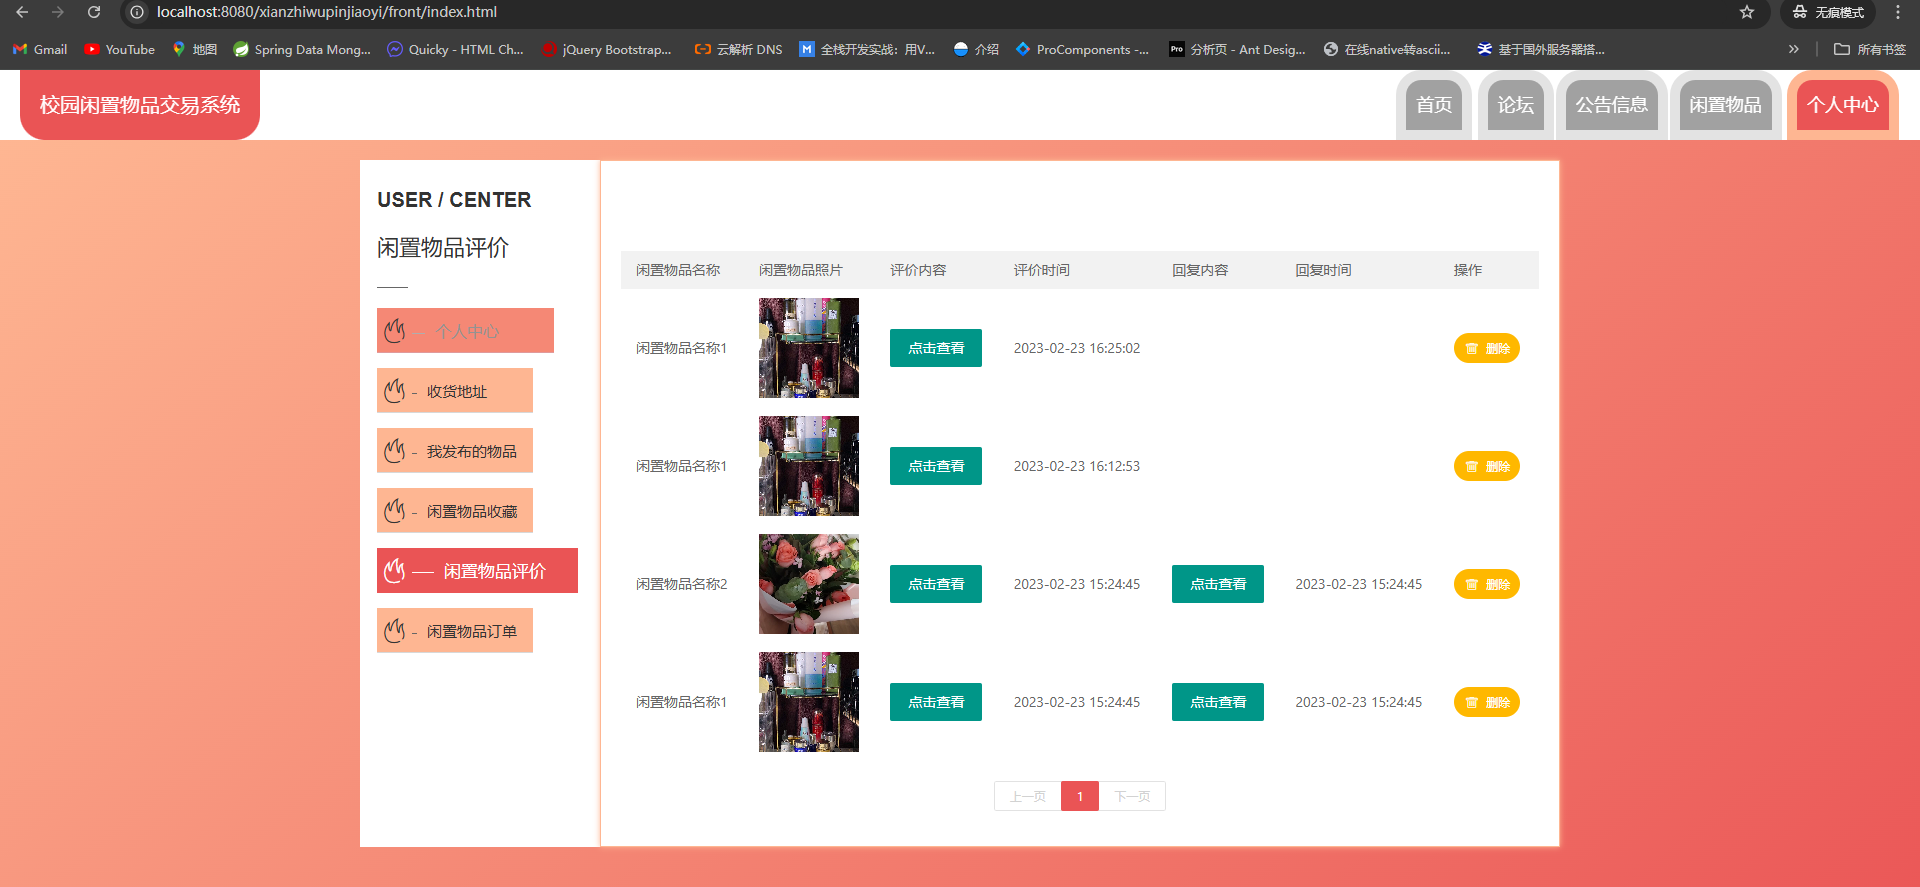 localhost:8080/xianzhiwupinjiaoyi/front/index.html
无痕模式
Gmail YouTube 地图 Spring Data Mong... Quicky - HTML Ch... jQuery Bootstrap... 云解析 DNS 全栈开发实战：用V... 介绍 ProComponents -... 分析页 - Ant Desig... 在线native转ascii... 基于国外服务器搭... » 所有书签
校园闲置物品交易系统
首页 论坛 公告信息 闲置物品 个人中心
USER / CENTER
闲置物品评价
个人中心
- 收货地址
- 我发布的物品
- 闲置物品收藏
闲置物品评价
- 闲置物品订单
闲置物品名称 闲置物品照片 评价内容 评价时间 回复内容 回复时间 操作
闲置物品名称1 点击查看 2023-02-23 16:25:02 删除
闲置物品名称1 点击查看 2023-02-23 16:12:53 删除
闲置物品名称2 点击查看 2023-02-23 15:24:45 点击查看 2023-02-23 15:24:45 删除
闲置物品名称1 点击查看 2023-02-23 15:24:45 点击查看 2023-02-23 15:24:45 删除
上一页 1 下一页